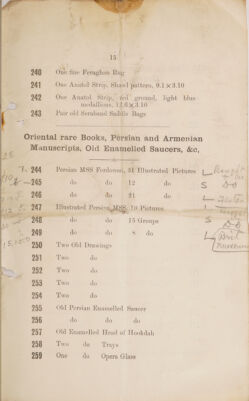 15
240 One fine Feraghan Rug
241 One Anatol Strip, Shawl pattern, 9.1 × 3.10
242 One Anatol Strip, red ground, light blue
medallions, 11.6 × 3.10
243 Pair old Seraband Saddle Bags
Oriental rare Books, Persian and Armenian
Manuscripts, Old Enamelled Saucers, &c,
244 Persian MSS Ferdousi, 31 Illustrated Pictures
245 do do 12 do
246 do do 21 do
247 Illustrated Persian MSS, 10 Pictures
248 do do 15 Groups
249 do do 8 do
250 Two Old Drawings
251 Two do
252 Two do
253 Two do
254 Two do
255 Old Persian Enamelled Saucer
256 do do do
257 Old Enamelled Head of Hookdah
258 Two do Trays
259 One do Opera Glass